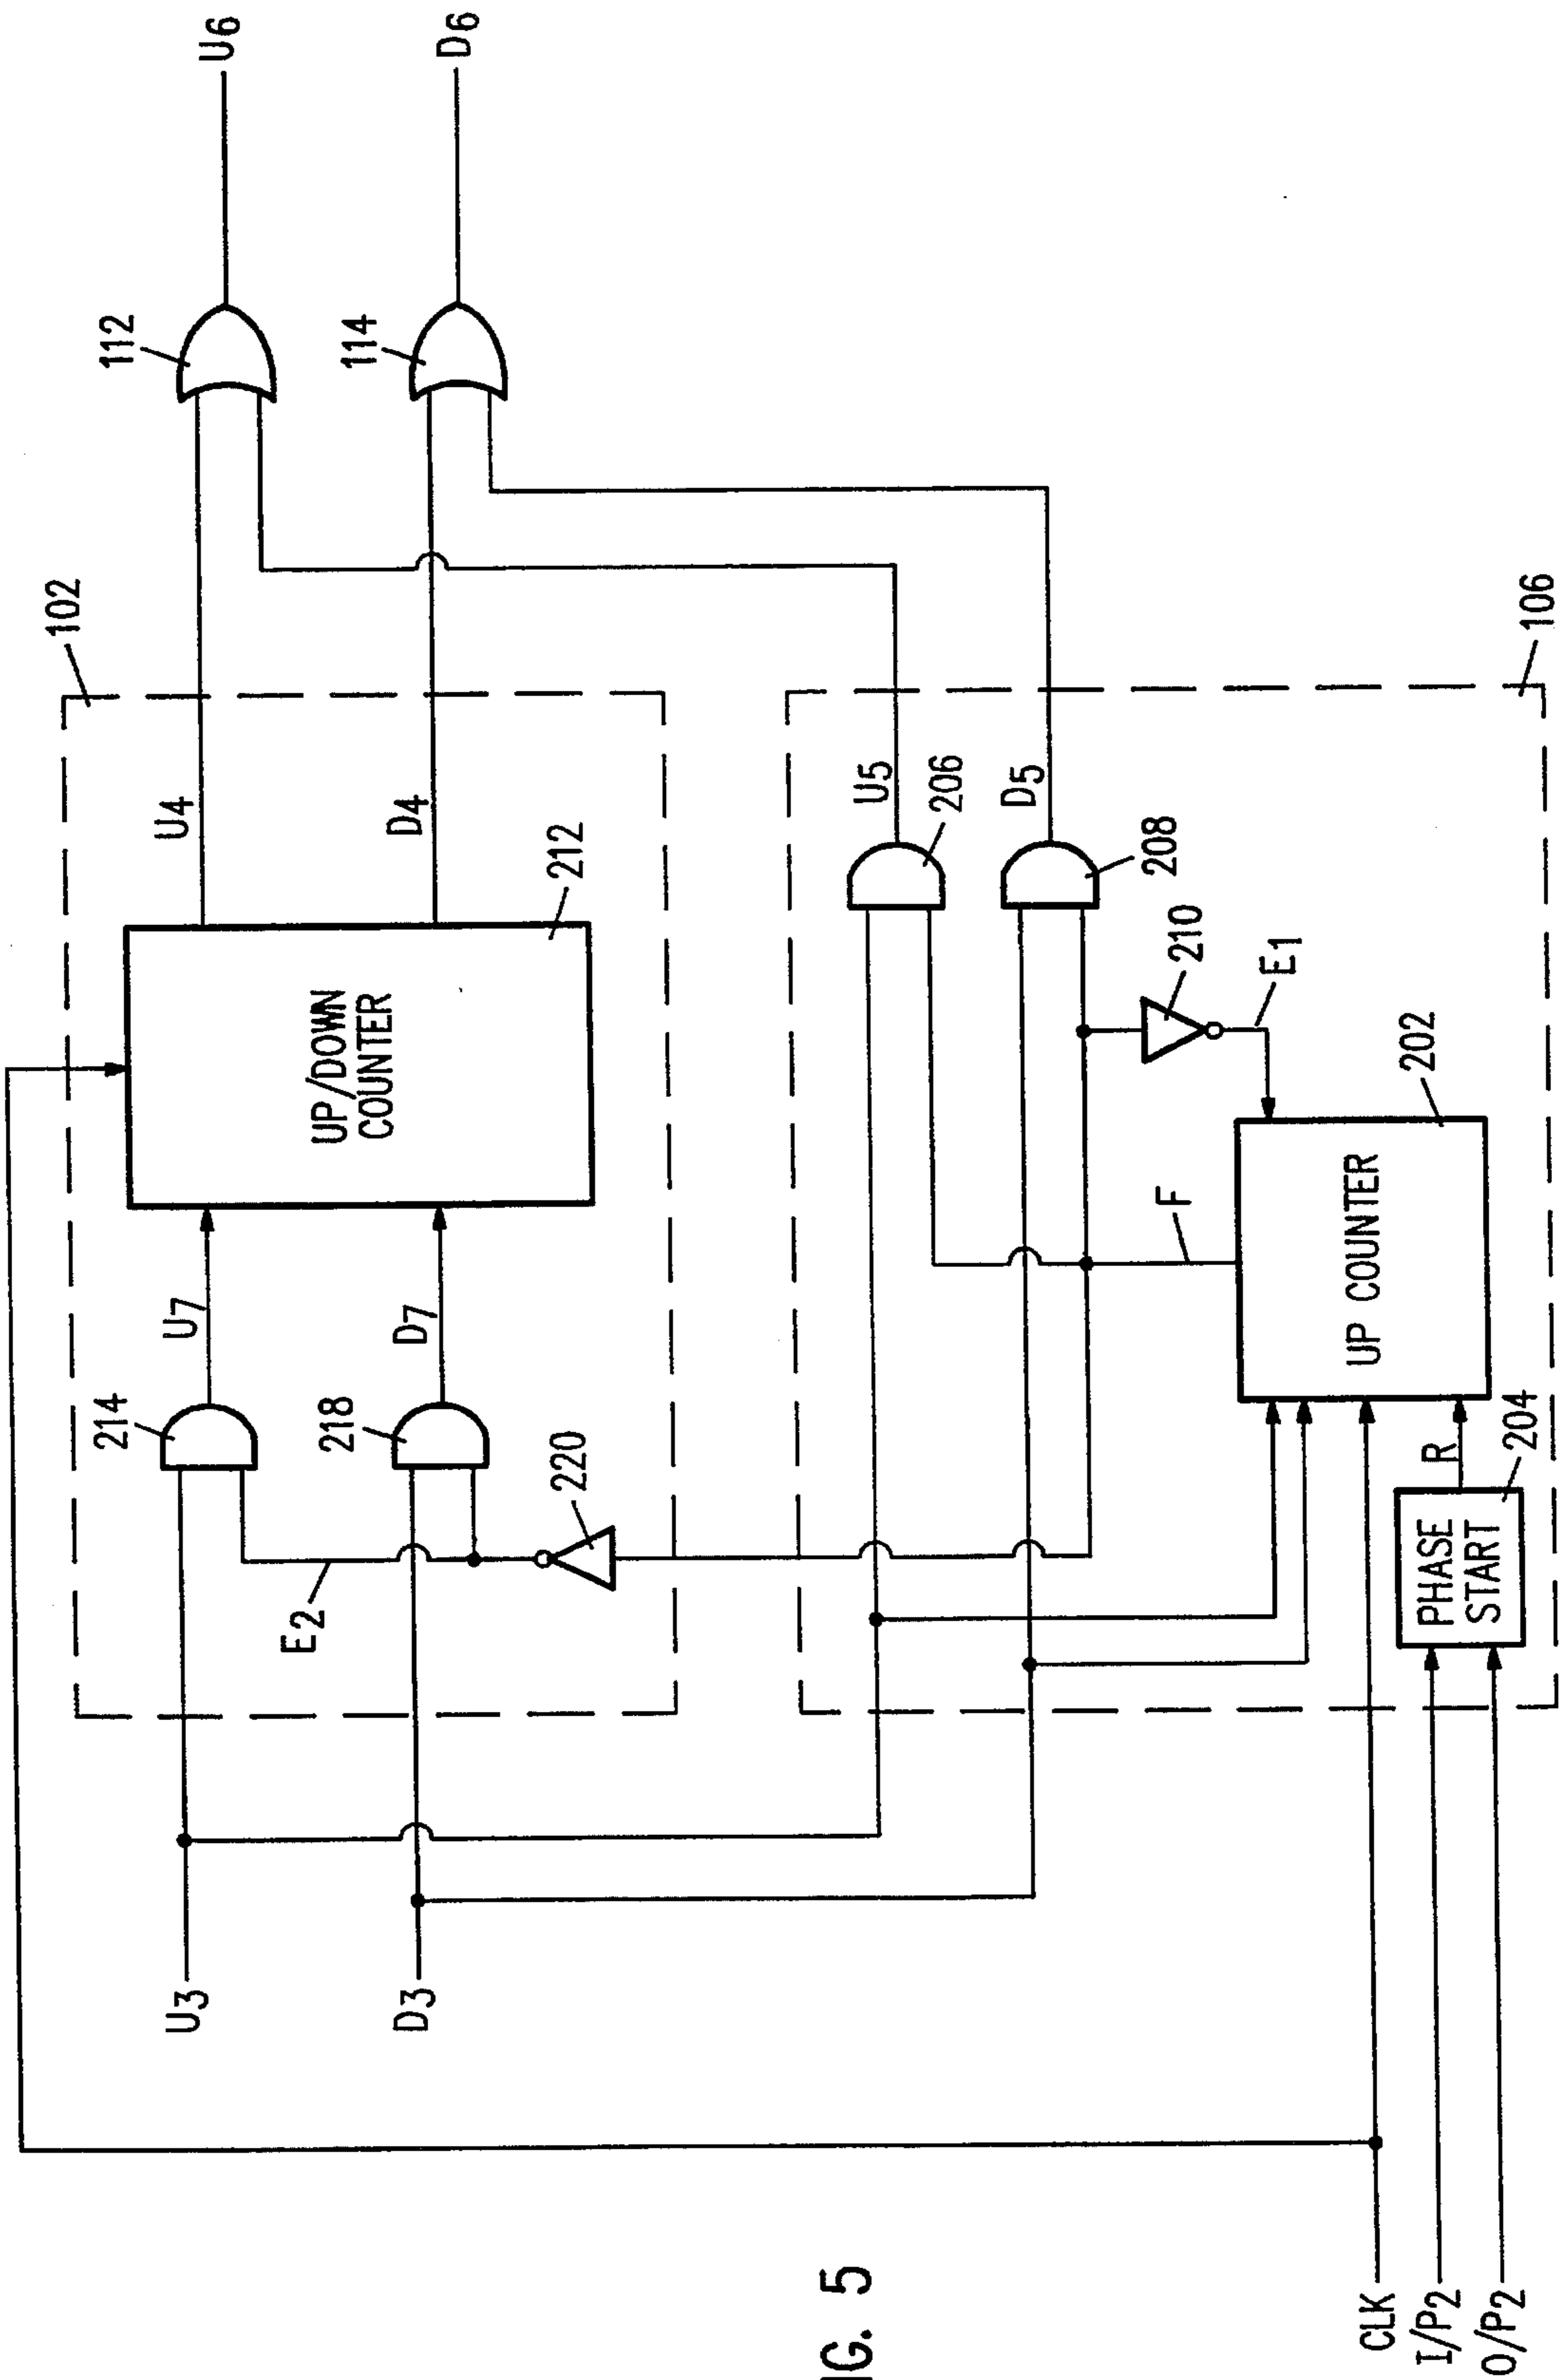 U6
D6
112
114
102
U4
D4
UP/DOWN
COUNTER
212
U7
D7
214
218
220
E2
U3
D3
106
U5
206
D5
208
210
E1
F
UP COUNTER
202
R
PHASE
START
204
CLK
I/P2
O/P2
IG. 5